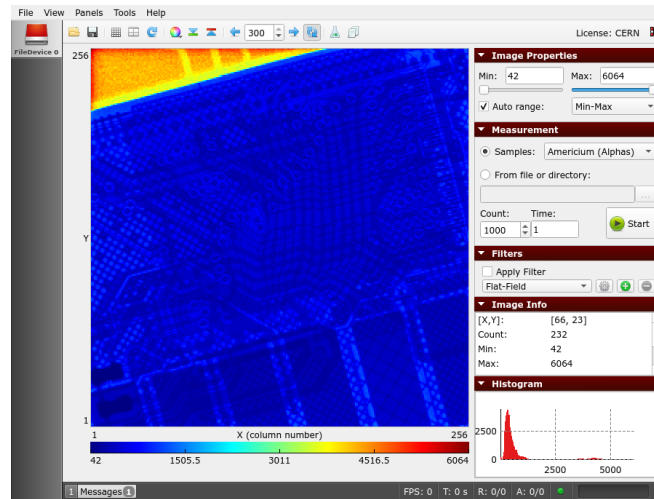 File View Panels Tools Help
300 License: CERN
FileDevice 0
256
Y
1
1 X (column number) 256
42 1505.5 3011 4516.5 6064
Image Properties
Min: 42 Max: 6064
Auto range: Min-Max
Measurement
Samples: Americium (Alphas)
From file or directory:
...
Count: Time:
1000 1 Start
Filters
Apply Filter
Flat-Field
Image Info
[X,Y]: [66, 23]
Count: 232
Min: 42
Max: 6064
Histogram
2500
0
2500 5000
1 Messages 1 FPS: 0 T: 0 s R: 0/0 A: 0/0